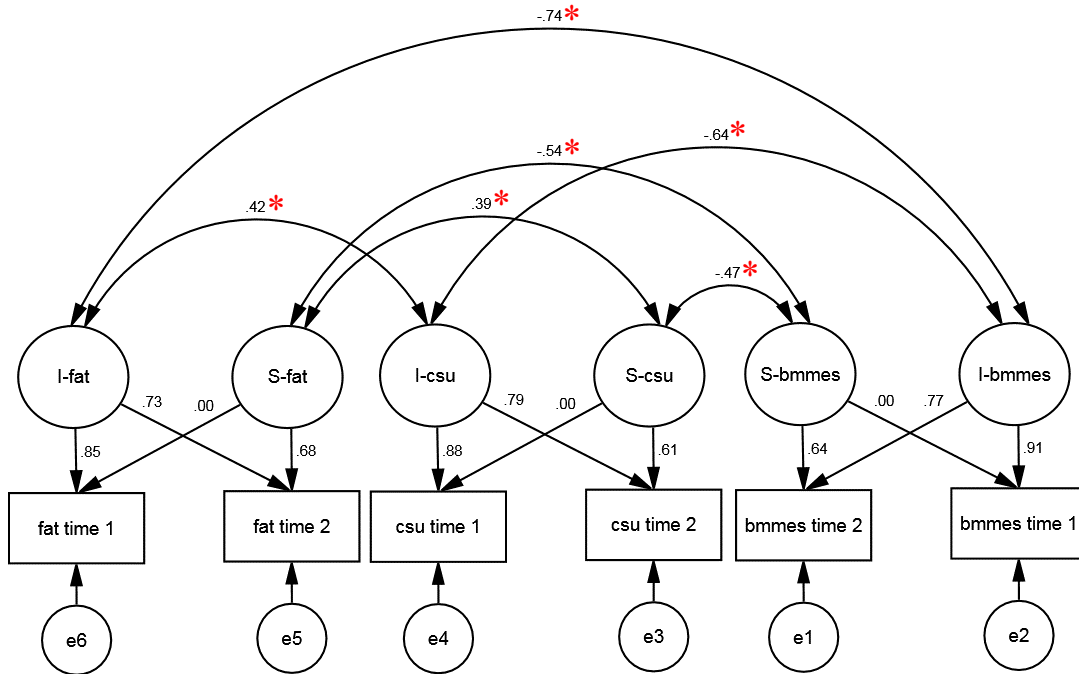 -.74*
-.64*
-.54*
.42*
.39*
-.47*
I-fat
S-fat
I-csu
S-csu
S-bmmes
I-bmmes
.73
.00
.79
.00
.00
.77
.85
.68
.88
.61
.64
.91
fat time 1
fat time 2
csu time 1
csu time 2
bmmes time 2
bmmes time 1
e6
e5
e4
e3
e1
e2